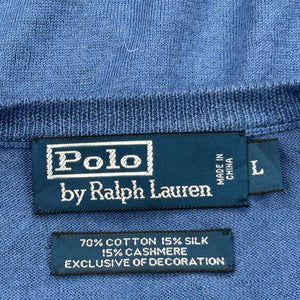 Polo
by Ralph Lauren
MADE IN
CHINA
L
70% COTTON 15% SILK
15% CASHMERE
EXCLUSIVE OF DECORATION